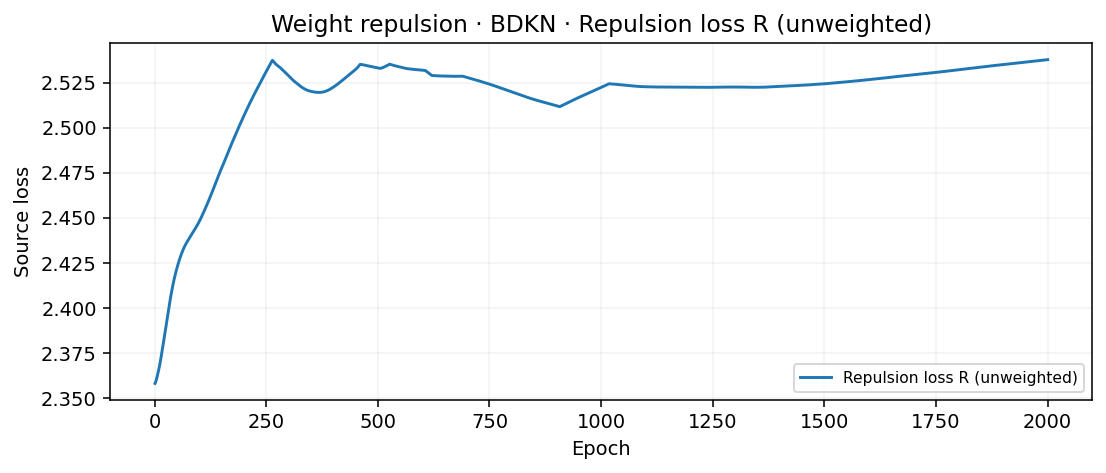 Weight repulsion · BDKN · Repulsion loss R (unweighted)
Source loss
2.525
2.500
2.475
2.450
2.425
2.400
2.375
2.350
Repulsion loss R (unweighted)
0 250 500 750 1000 1250 1500 1750 2000
Epoch